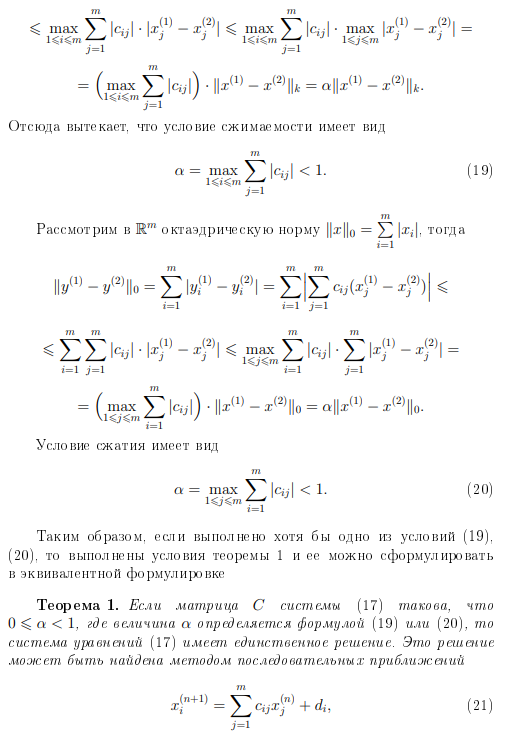 ⩽ max_{1⩽i⩽m} ∑_{j=1}^{m} |c_{ij}| · |x_j^{(1)} − x_j^{(2)}| ⩽ max_{1⩽i⩽m} ∑_{j=1}^{m} |c_{ij}| · max_{1⩽j⩽m} |x_j^{(1)} − x_j^{(2)}| =
= ( max_{1⩽i⩽m} ∑_{j=1}^{m} |c_{ij}| ) · ‖x^{(1)} − x^{(2)}‖_k = α‖x^{(1)} − x^{(2)}‖_k.
Отсюда вытекает, что условие сжимаемости имеет вид
α = max_{1⩽i⩽m} ∑_{j=1}^{m} |c_{ij}| < 1. (19)
Рассмотрим в ℝ^m октаэдрическую норму ‖x‖_0 = ∑_{i=1}^{m} |x_i|, тогда
‖y^{(1)} − y^{(2)}‖_0 = ∑_{i=1}^{m} |y_i^{(1)} − y_i^{(2)}| = ∑_{i=1}^{m} | ∑_{j=1}^{m} c_{ij}(x_j^{(1)} − x_j^{(2)}) | ⩽
⩽ ∑_{i=1}^{m} ∑_{j=1}^{m} |c_{ij}| · |x_j^{(1)} − x_j^{(2)}| ⩽ max_{1⩽j⩽m} ∑_{i=1}^{m} |c_{ij}| · ∑_{j=1}^{m} |x_j^{(1)} − x_j^{(2)}| =
= ( max_{1⩽j⩽m} ∑_{i=1}^{m} |c_{ij}| ) · ‖x^{(1)} − x^{(2)}‖_0 = α‖x^{(1)} − x^{(2)}‖_0.
Условие сжатия имеет вид
α = max_{1⩽j⩽m} ∑_{i=1}^{m} |c_{ij}| < 1. (20)
Таким образом, если выполнено хотя бы одно из условий (19),
(20), то выполнены условия теоремы 1 и ее можно сформулировать
в эквивалентной формулировке
Теорема 1. Если матрица C системы (17) такова, что
0 ⩽ α < 1, где величина α определяется формулой (19) или (20), то
система уравнений (17) имеет единственное решение. Это решение
может быть найдена методом последовательных приближений
x_i^{(n+1)} = ∑_{j=1}^{m} c_{ij} x_j^{(n)} + d_i, (21)